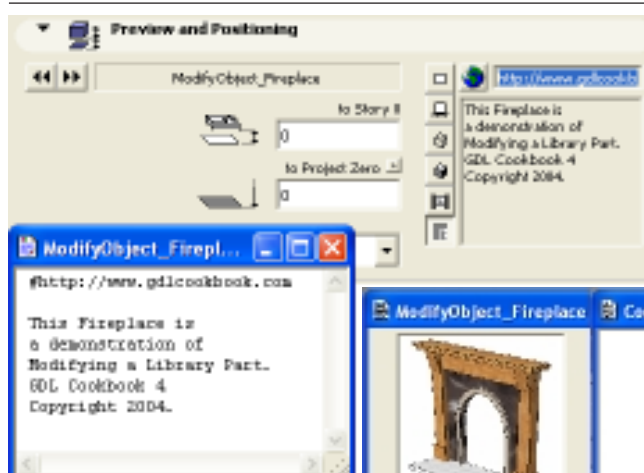 Preview and Positioning
ModifyObject_Fireplace
to Story 
0
to Project Zero
0
http://www.gdlcookb
This Fireplace is
a demonstration of
Modifying a Library Part.
GDL Cookbook 4
Copyright 2004.
ModifyObject_Firepl...
#http://www.gdlcookbook.com
This Fireplace is
a demonstration of
Modifying a Library Part.
GDL Cookbook 4
Copyright 2004.
ModifyObject_Fireplace
Co